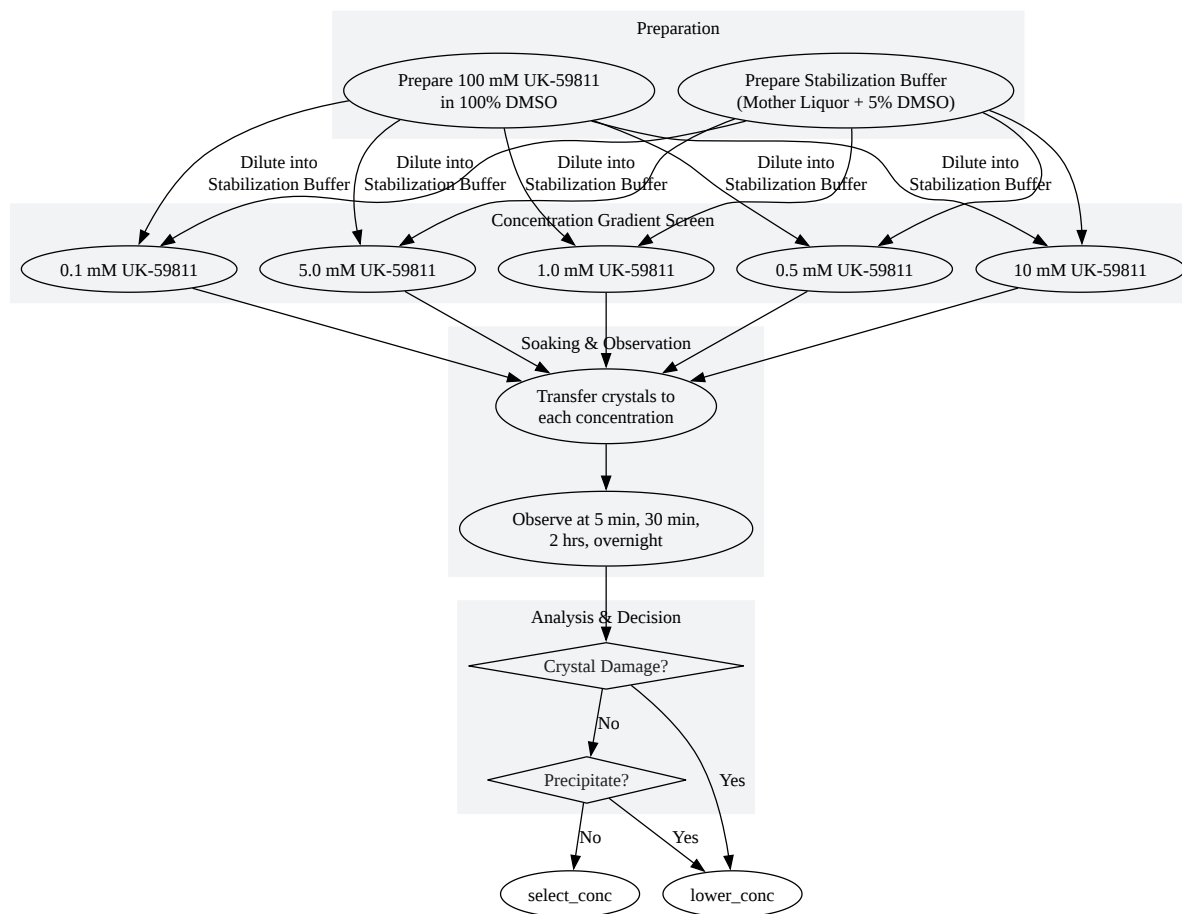 Preparation
Prepare 100 mM UK-59811
in 100% DMSO
Prepare Stabilization Buffer
(Mother Liquor + 5% DMSO)
Dilute into
Stabilization Buffer
Dilute into
Stabilization Buffer
Dilute into
Stabilization Buffer
Dilute into
Stabilization Buffer
Dilute into
Stabilization Buffer
Concentration Gradient Screen
0.1 mM UK-59811
5.0 mM UK-59811
1.0 mM UK-59811
0.5 mM UK-59811
10 mM UK-59811
Soaking & Observation
Transfer crystals to
each concentration
Observe at 5 min, 30 min,
2 hrs, overnight
Analysis & Decision
Crystal Damage?
No
Precipitate?
Yes
No
Yes
select_conc
lower_conc